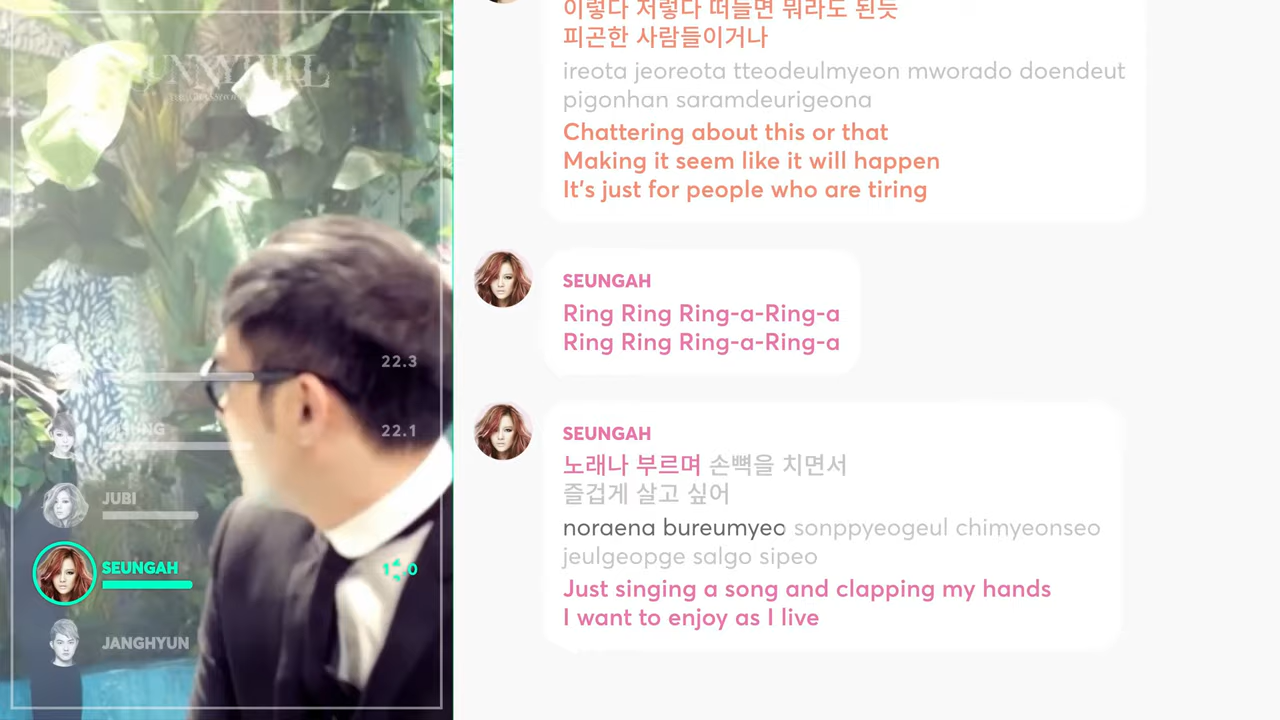 SUNNYHILL
22.3
22.1
JUBI
SEUNGAH
JANGHYUN
이렇다 저렇다 떠들면 뭐라도 된듯
피곤한 사람들이거나
ireota jeoreota tteodeulmyeon mworado doendeut
pigonhan saramdeurigeona
Chattering about this or that
Making it seem like it will happen
It's just for people who are tiring
SEUNGAH
Ring Ring Ring-a-Ring-a
Ring Ring Ring-a-Ring-a
SEUNGAH
노래나 부르며 손뼉을 치면서
즐겁게 살고 싶어
noraena bureumyeo sonppyeogeul chimyeonseo
jeulgeopge salgo sipeo
Just singing a song and clapping my hands
I want to enjoy as I live